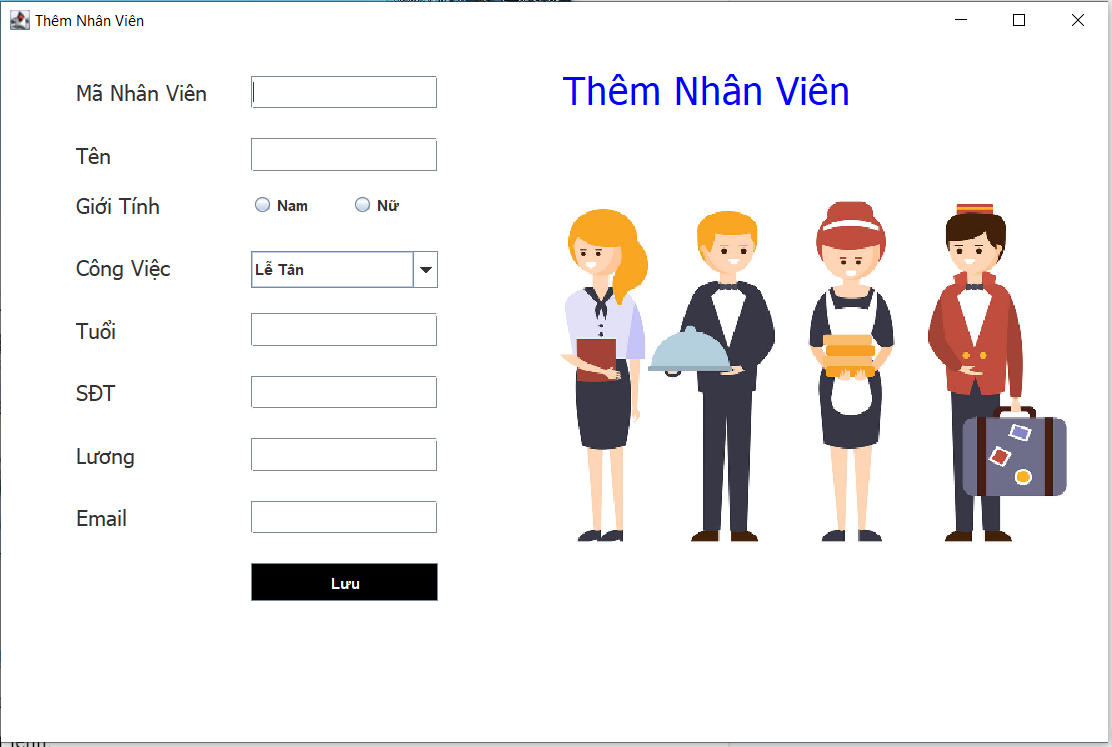 Thêm Nhân Viên
Mã Nhân Viên
Thêm Nhân Viên
Tên
Giới Tính
Nam
Nữ
Công Việc
Lễ Tân
Tuổi
SĐT
Lương
Email
Lưu